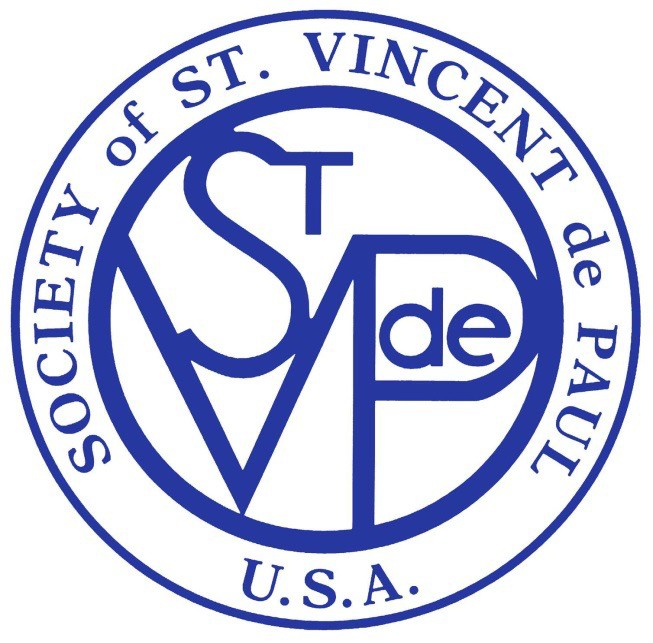 SOCIETY of ST. VINCENT de PAUL
ST
V P de
U.S.A.